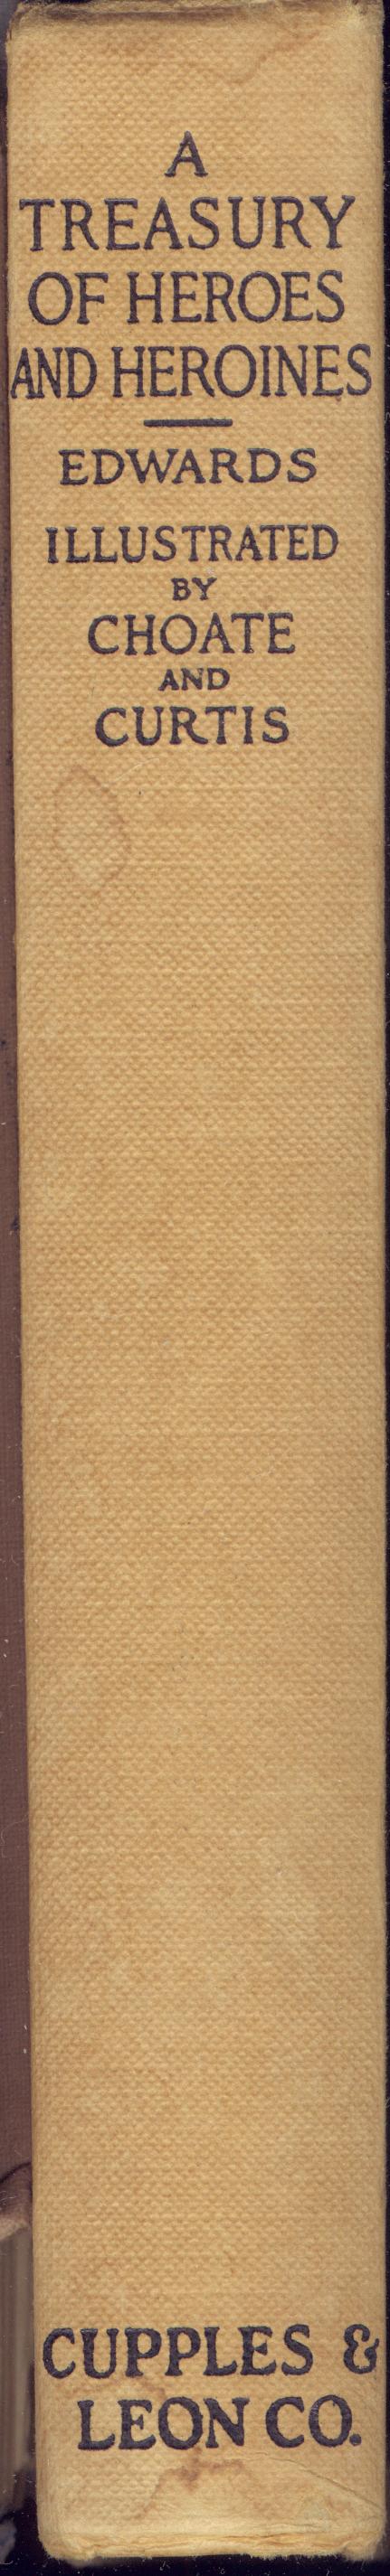 A
TREASURY
OF HEROES
AND HEROINES
EDWARDS
ILLUSTRATED
BY
CHOATE
AND
CURTIS
CUPPLES &
LEON CO.